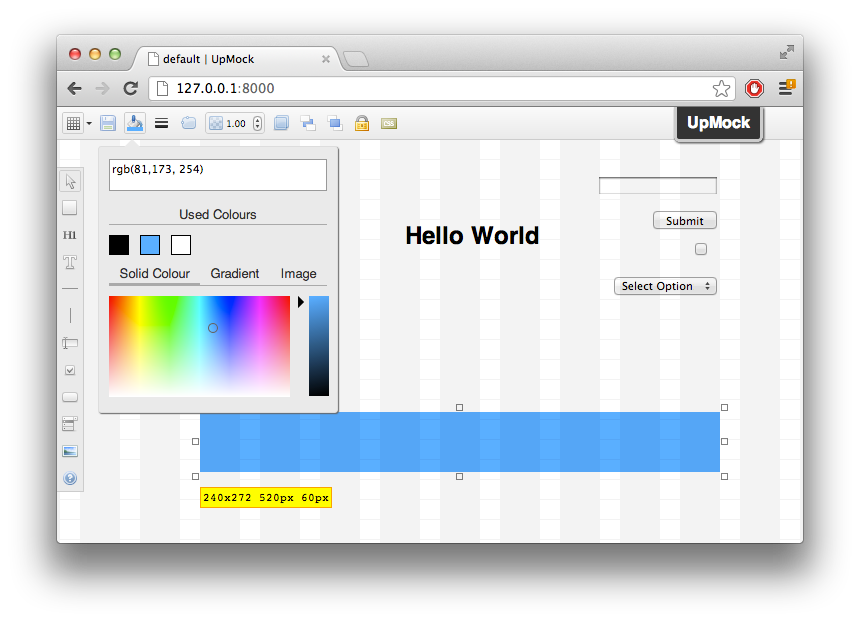 default | UpMock
127.0.0.1:8000
1.00
CSS
UpMock
rgb(81,173, 254)
Used Colours
Solid Colour Gradient Image
H1
T
Hello World
Submit
Select Option
240x272 520px 60px